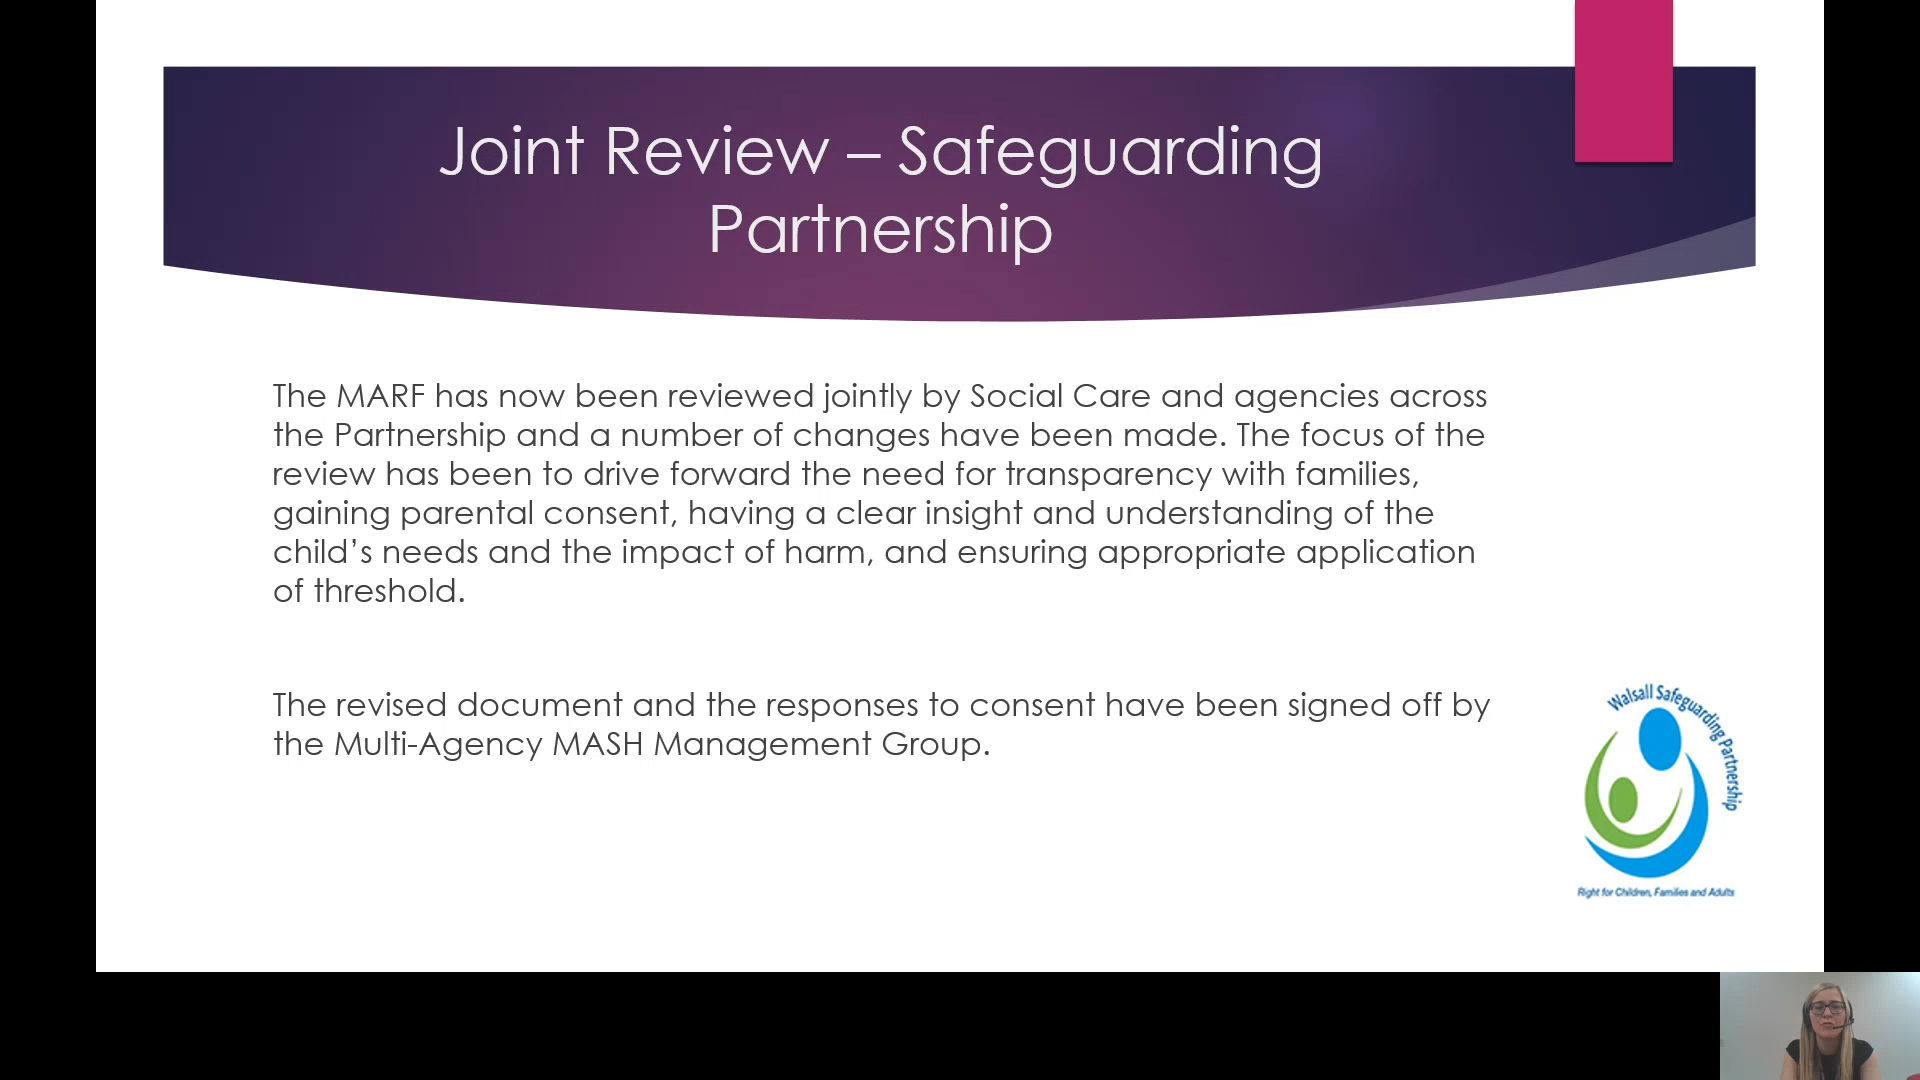 Joint Review – Safeguarding
Partnership
The MARF has now been reviewed jointly by Social Care and agencies across
the Partnership and a number of changes have been made. The focus of the
review has been to drive forward the need for transparency with families,
gaining parental consent, having a clear insight and understanding of the
child’s needs and the impact of harm, and ensuring appropriate application
of threshold.
The revised document and the responses to consent have been signed off by
the Multi-Agency MASH Management Group.
Walsall Safeguarding Partnership
Right for Children, Families and Adults